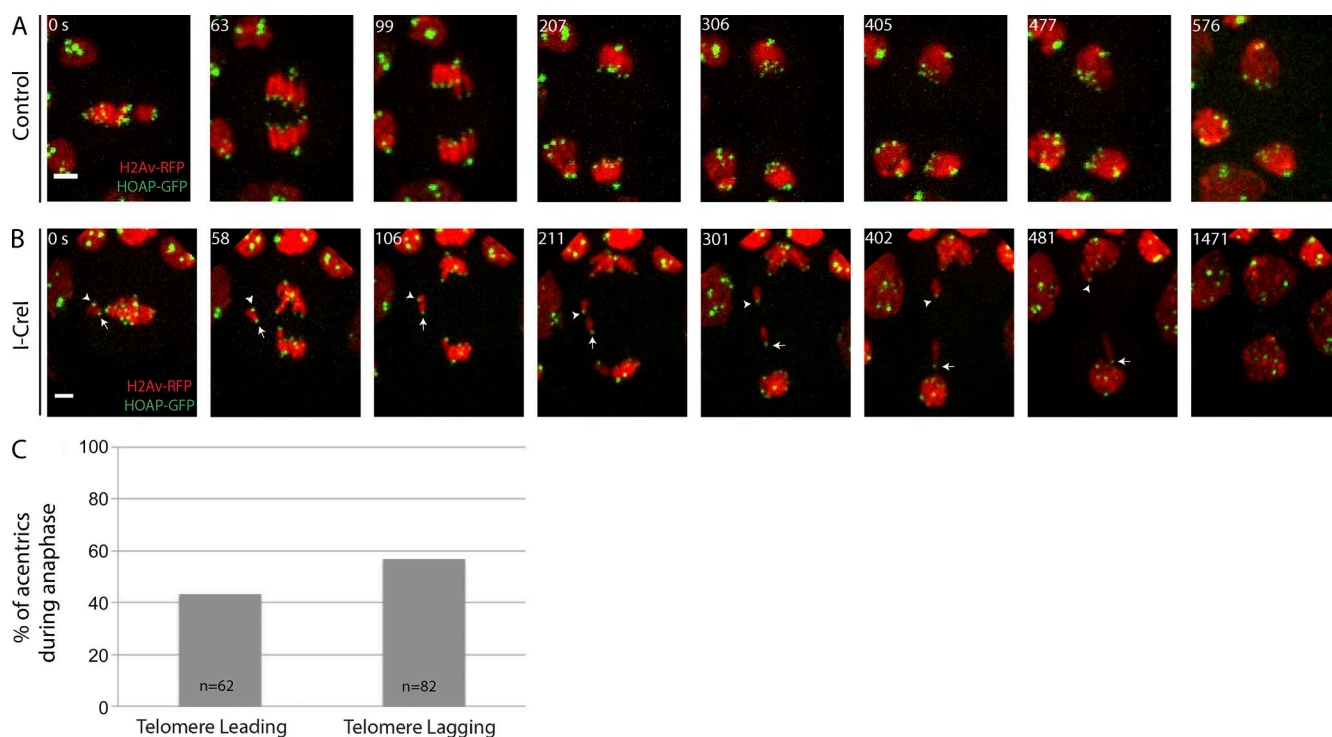 A
Control
0 s
63
99
207
306
405
477
576
H2Av-RFP
HOAP-GFP
B
I-CreI
0 s
58
106
211
301
402
481
1471
H2Av-RFP
HOAP-GFP
C
% of acentrics
during anaphase
100
80
60
40
20
0
n=62
n=82
Telomere Leading
Telomere Lagging